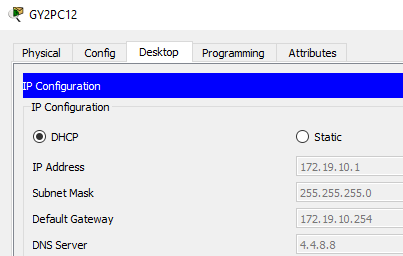 GY2PC12
Physical Config Desktop Programming Attributes
IP Configuration
IP Configuration
DHCP Static
IP Address 172.19.10.1
Subnet Mask 255.255.255.0
Default Gateway 172.19.10.254
DNS Server 4.4.8.8